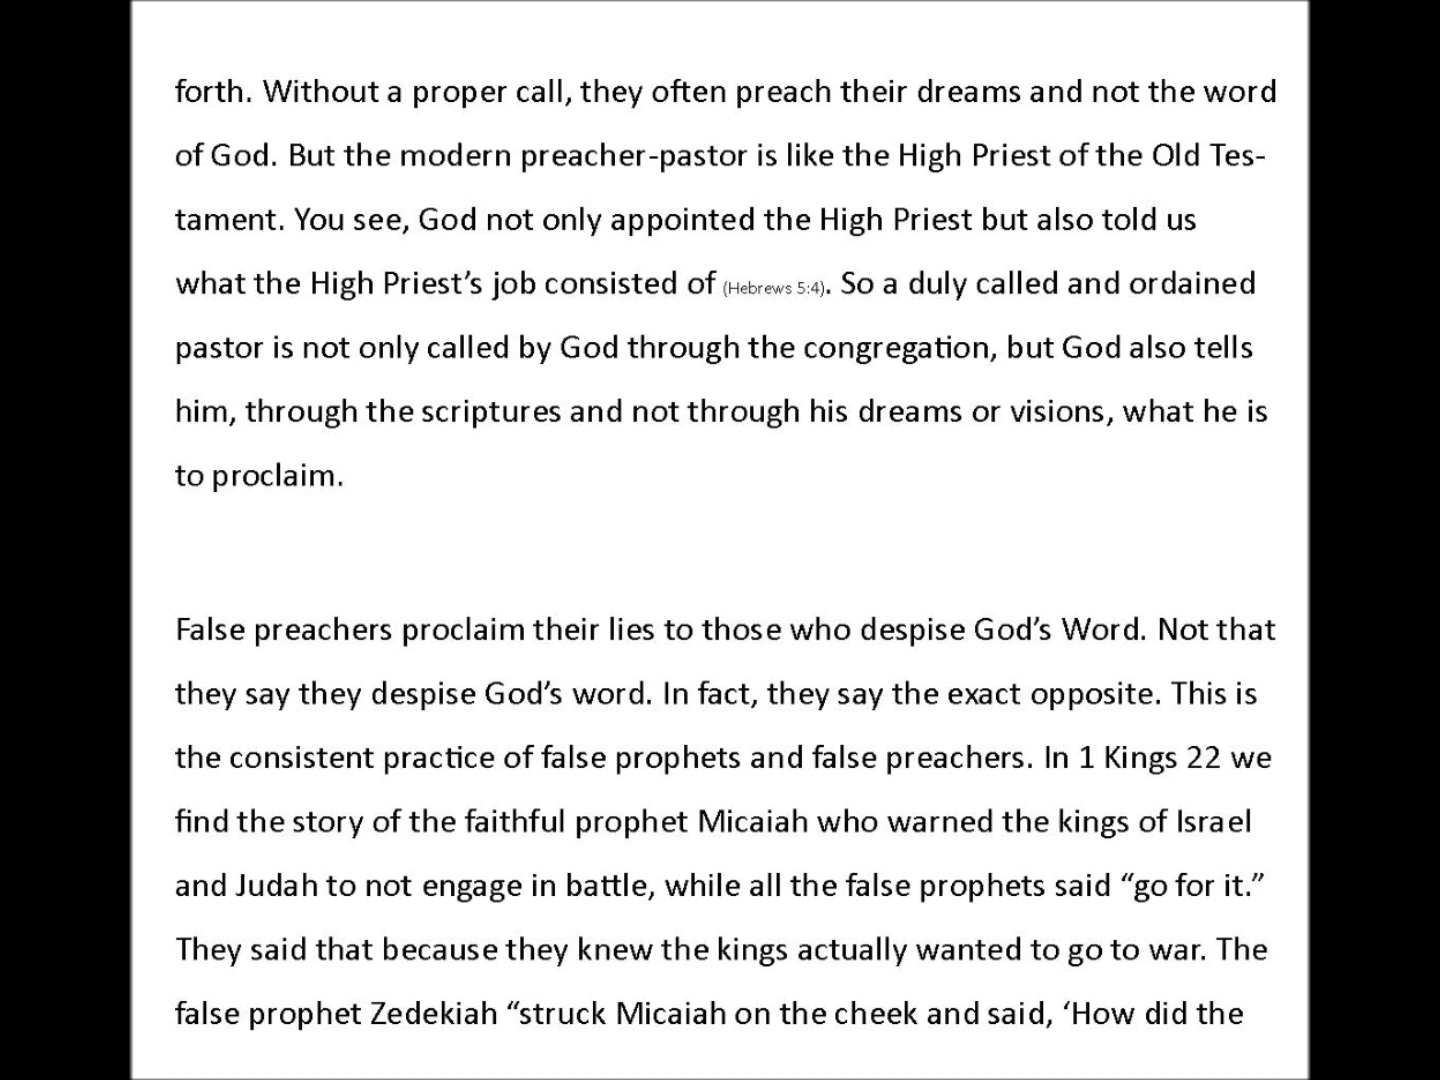 forth. Without a proper call, they often preach their dreams and not the word
of God. But the modern preacher-pastor is like the High Priest of the Old Tes-
tament. You see, God not only appointed the High Priest but also told us
what the High Priest’s job consisted of (Hebrews 5:4). So a duly called and ordained
pastor is not only called by God through the congregation, but God also tells
him, through the scriptures and not through his dreams or visions, what he is
to proclaim.
False preachers proclaim their lies to those who despise God’s Word. Not that
they say they despise God’s word. In fact, they say the exact opposite. This is
the consistent practice of false prophets and false preachers. In 1 Kings 22 we
find the story of the faithful prophet Micaiah who warned the kings of Israel
and Judah to not engage in battle, while all the false prophets said “go for it.”
They said that because they knew the kings actually wanted to go to war. The
false prophet Zedekiah “struck Micaiah on the cheek and said, ‘How did the